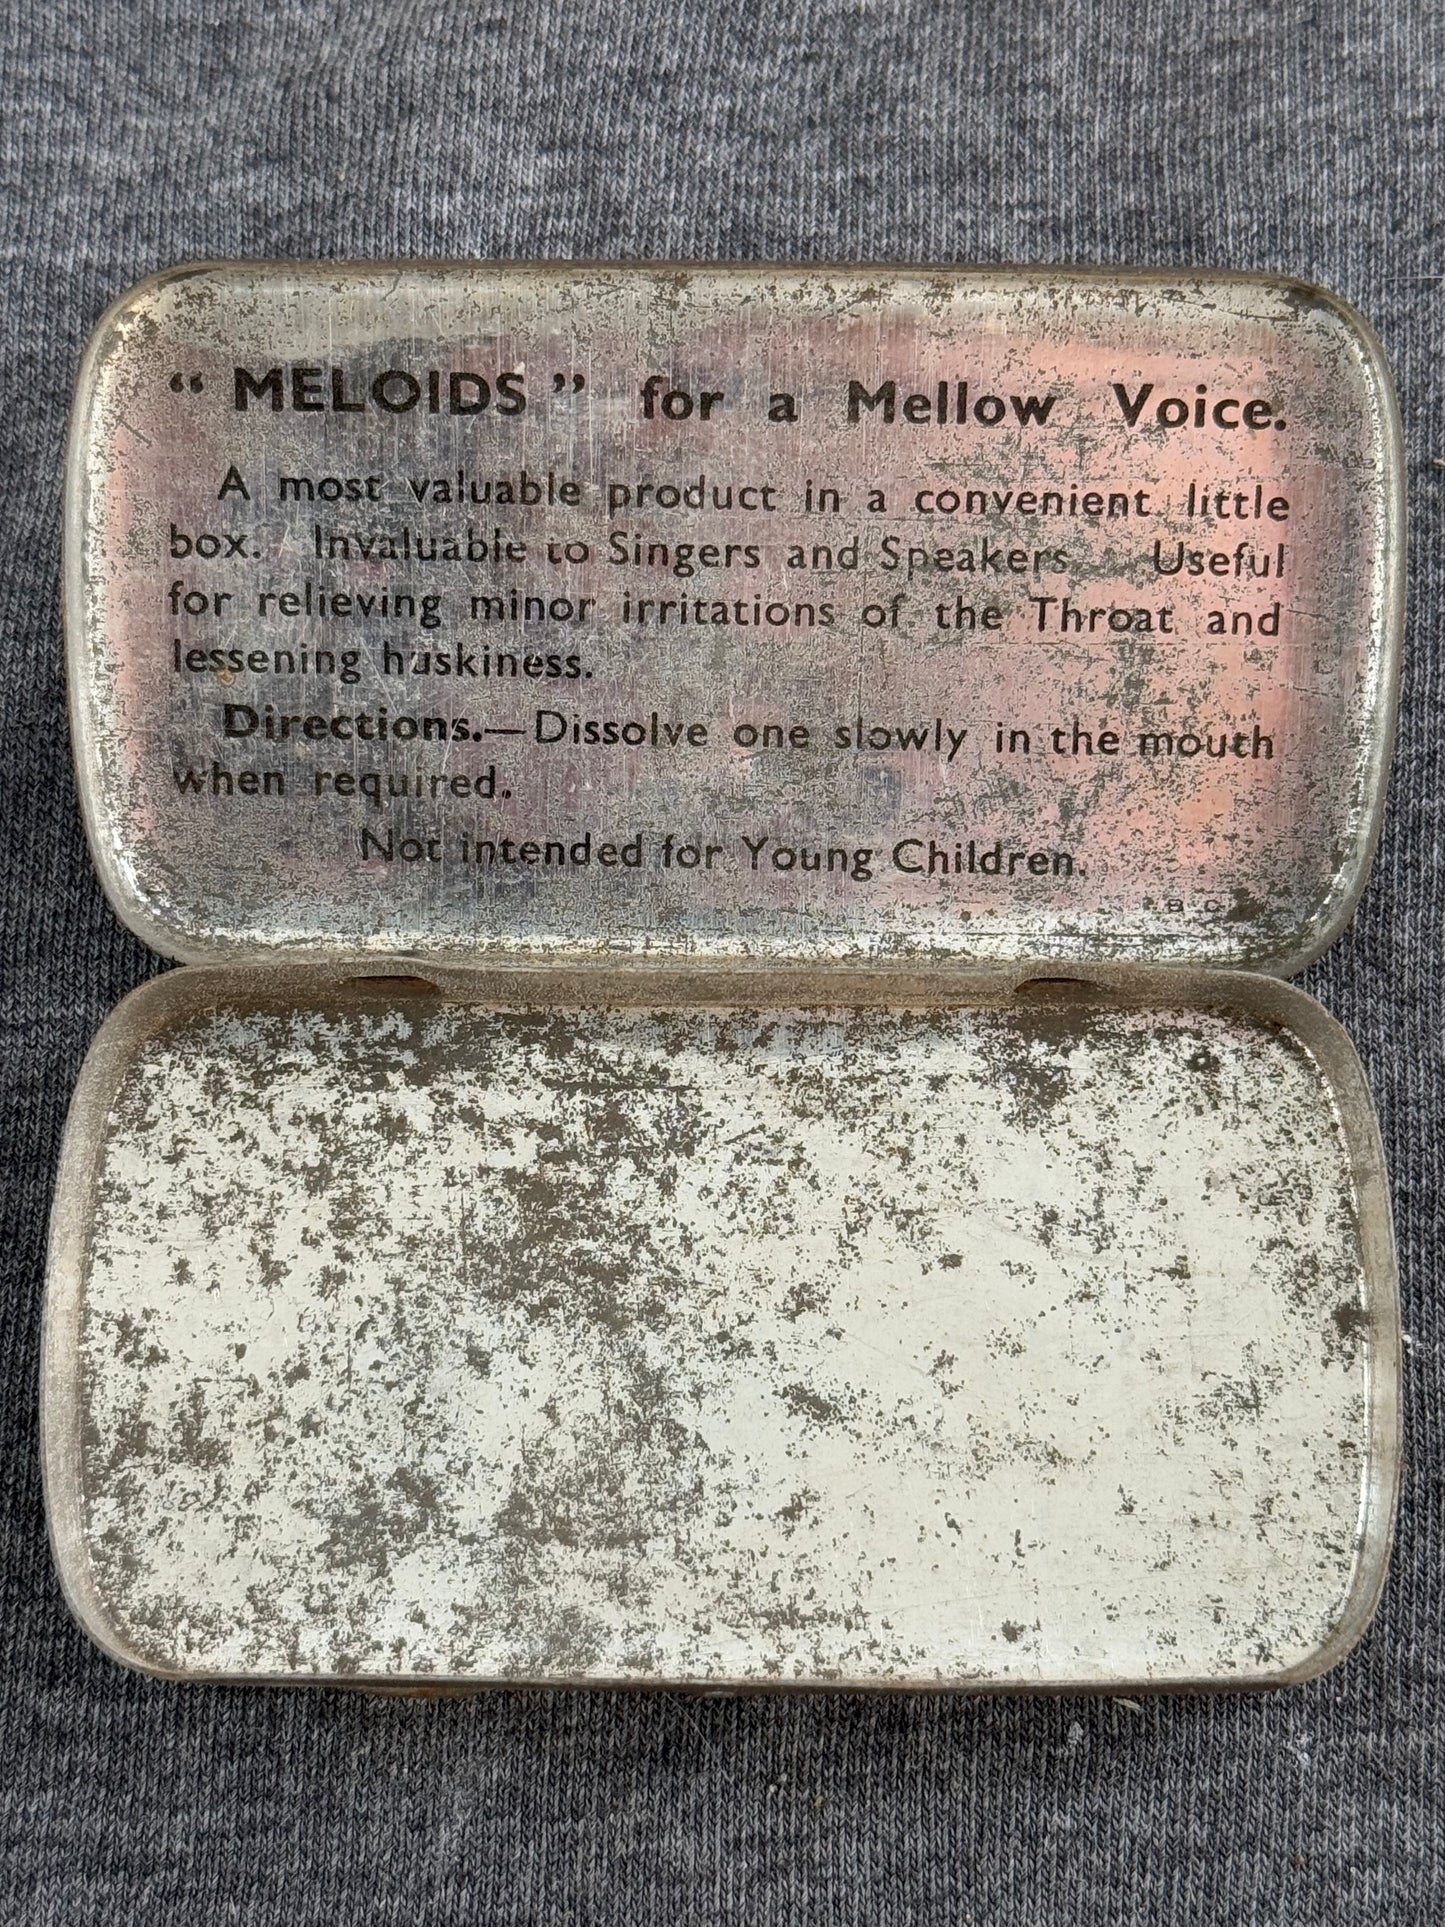 “ MELOIDS ” for a Mellow Voice.
A most valuable product in a convenient little
box. Invaluable to Singers and Speakers. Useful
for relieving minor irritations of the Throat and
lessening huskiness.
Directions.—Dissolve one slowly in the mouth
when required.
Not intended for Young Children.
B C